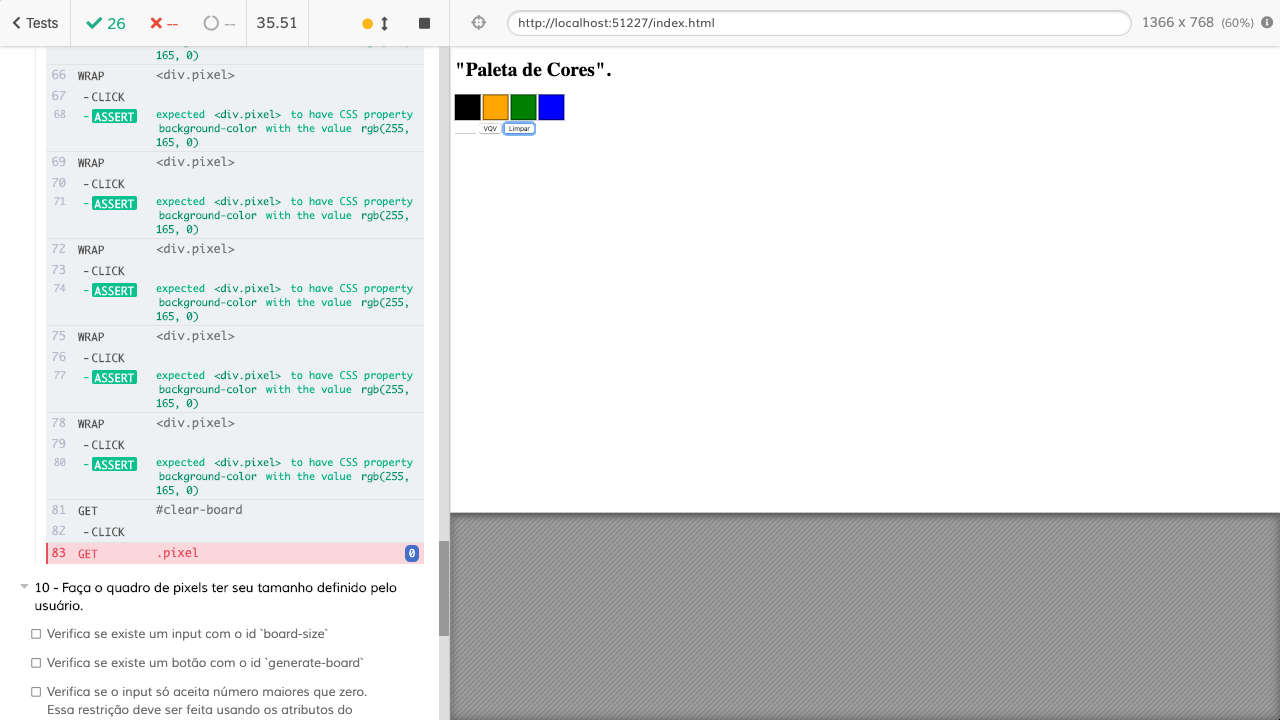 Tests 26 -- -- 35.51 http://localhost:51227/index.html 1366 x 768 (60%)
165, 0)
66 WRAP <div.pixel>
67 -CLICK
68 -ASSERT expected <div.pixel> to have CSS property
background-color with the value rgb(255,
165, 0)
69 WRAP <div.pixel>
70 -CLICK
71 -ASSERT expected <div.pixel> to have CSS property
background-color with the value rgb(255,
165, 0)
72 WRAP <div.pixel>
73 -CLICK
74 -ASSERT expected <div.pixel> to have CSS property
background-color with the value rgb(255,
165, 0)
75 WRAP <div.pixel>
76 -CLICK
77 -ASSERT expected <div.pixel> to have CSS property
background-color with the value rgb(255,
165, 0)
78 WRAP <div.pixel>
79 -CLICK
80 -ASSERT expected <div.pixel> to have CSS property
background-color with the value rgb(255,
165, 0)
81 GET #clear-board
82 -CLICK
83 GET .pixel 0
10 - Faça o quadro de pixels ter seu tamanho definido pelo
usuário.
Verifica se existe um input com o id `board-size`
Verifica se existe um botão com o id `generate-board`
Verifica se o input só aceita número maiores que zero.
Essa restrição deve ser feita usando os atributos do
"Paleta de Cores".
VQV Limpar